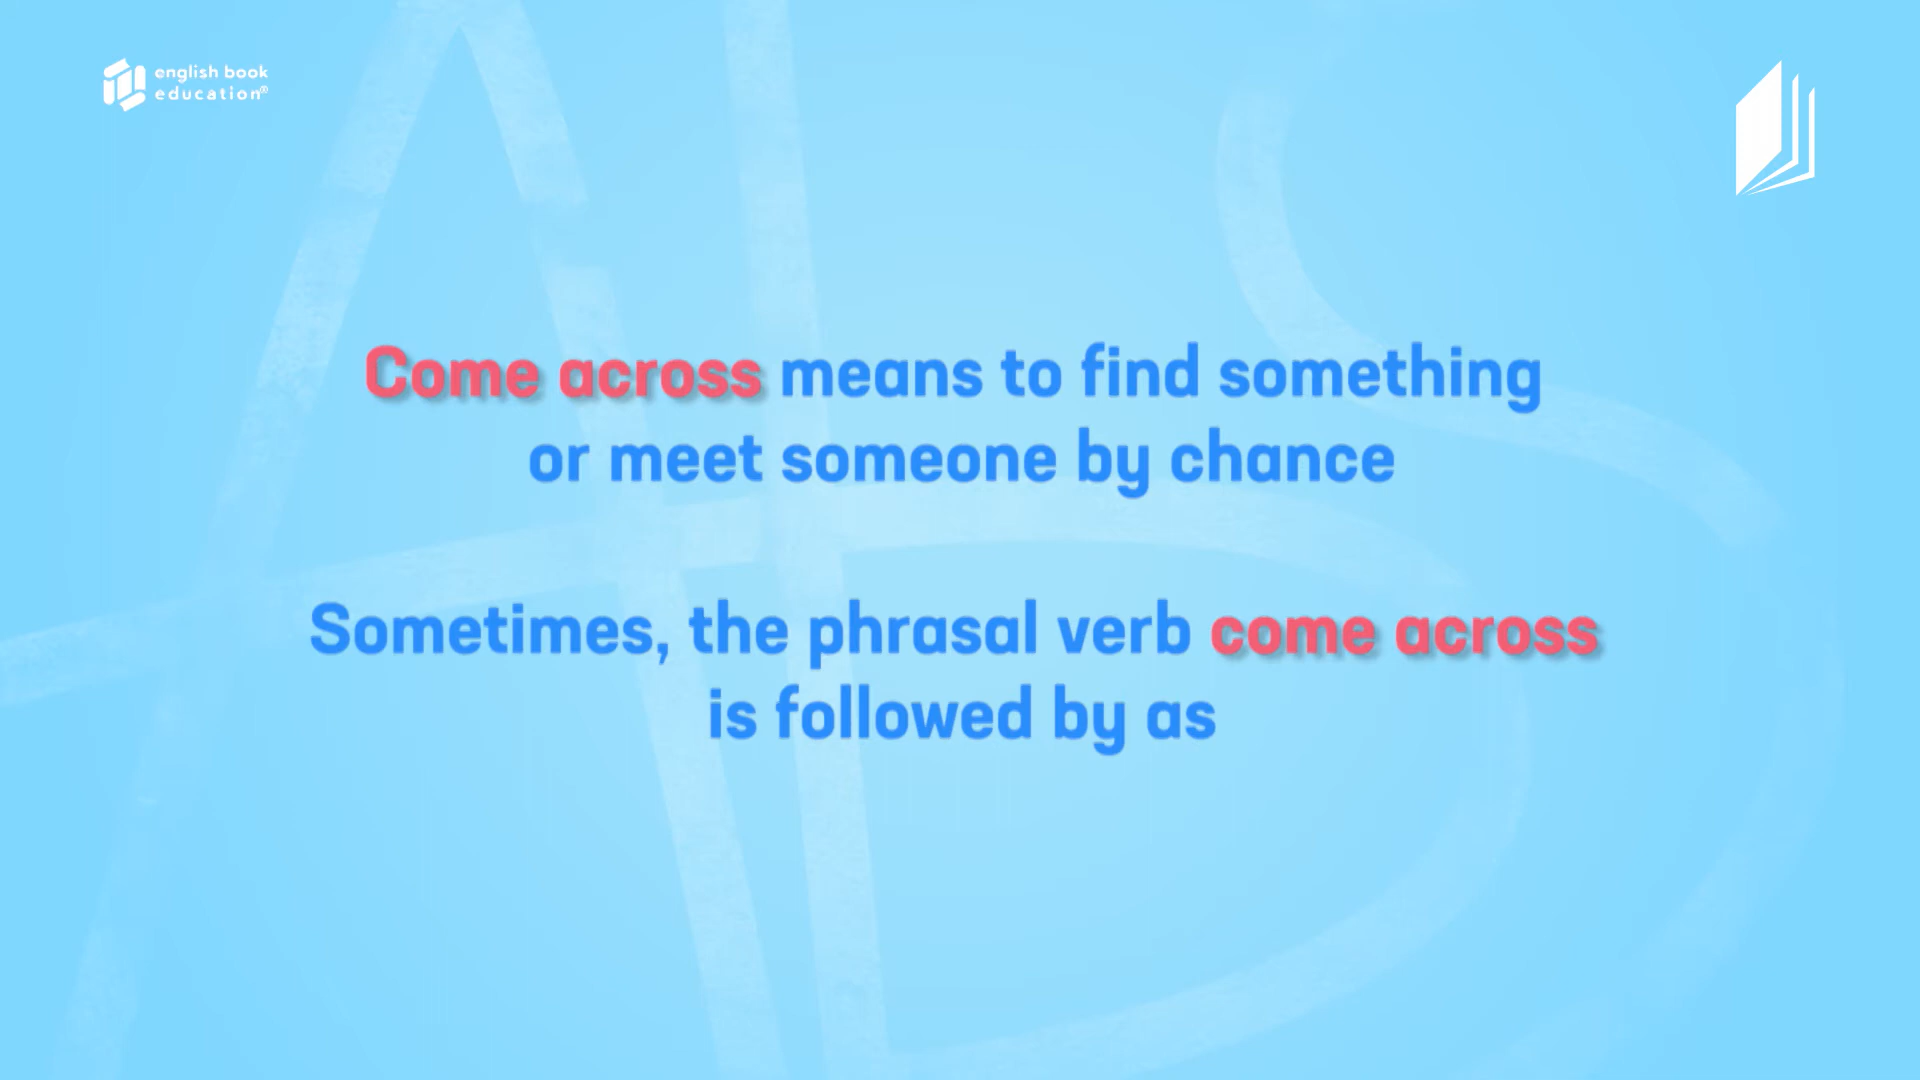 english book
education®
Come across means to find something
or meet someone by chance
Sometimes, the phrasal verb come across
is followed by as